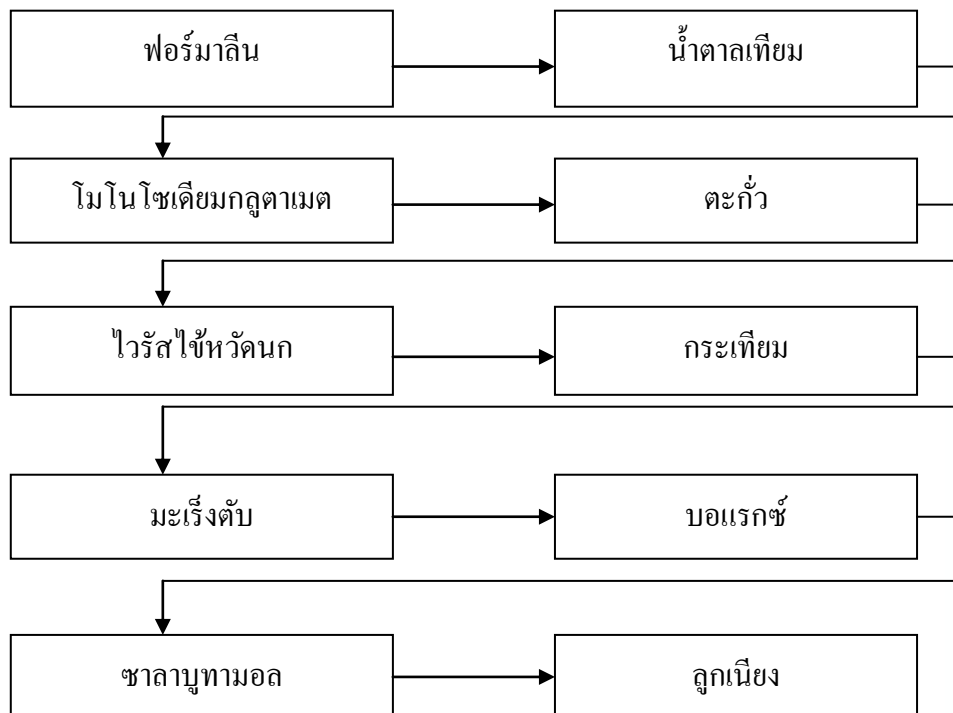 ฟอร์มาลีน
น้ำตาลเทียม
โมโนโซเดียมกลูตาเมต
ตะกั่ว
ไวรัสไข้หวัดนก
กระเทียม
มะเร็งตับ
บอแรกซ์
ซาลาบูทามอล
ลูกเนียง